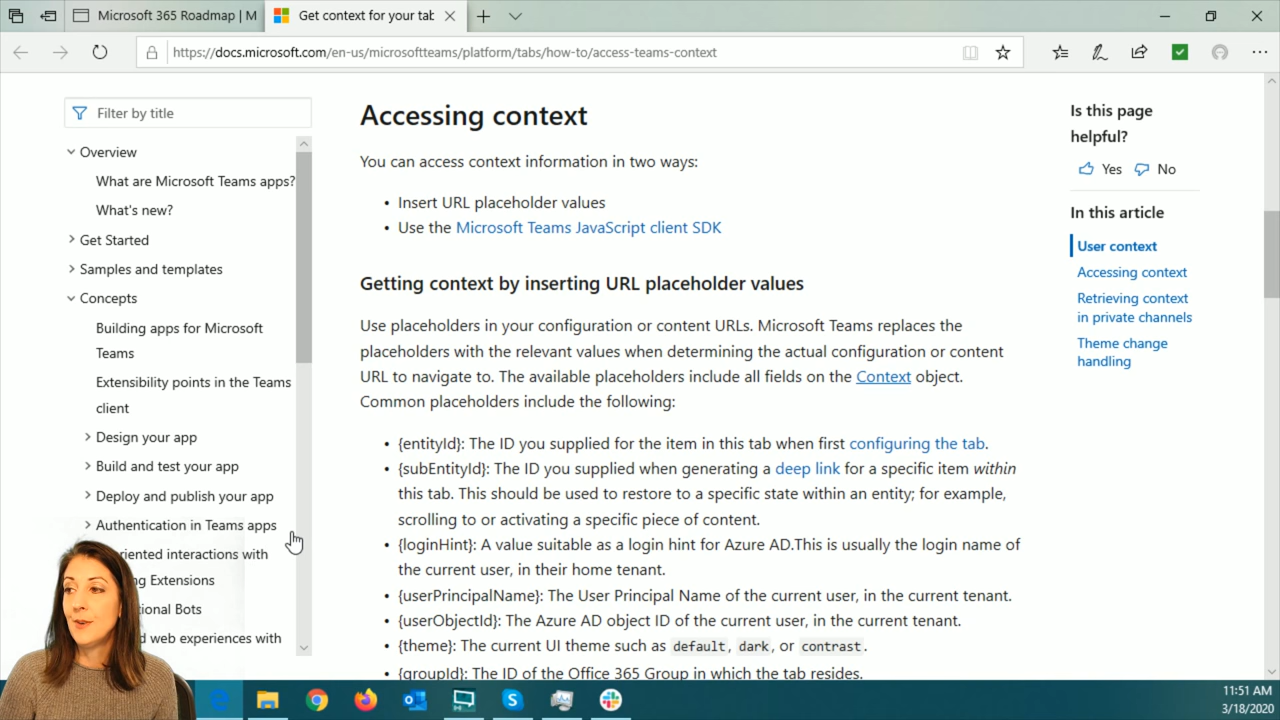 Microsoft 365 Roadmap | M
Get context for your tab
https://docs.microsoft.com/en-us/microsoftteams/platform/tabs/how-to/access-teams-context
Filter by title
Overview
What are Microsoft Teams apps?
What's new?
Get Started
Samples and templates
Concepts
Building apps for Microsoft
Teams
Extensibility points in the Teams
client
Design your app
Build and test your app
Deploy and publish your app
Authentication in Teams apps
interactions with
Extensions
Bots
web experiences with
Accessing context
You can access context information in two ways:
• Insert URL placeholder values
• Use the Microsoft Teams JavaScript client SDK
Getting context by inserting URL placeholder values
Use placeholders in your configuration or content URLs. Microsoft Teams replaces the
placeholders with the relevant values when determining the actual configuration or content
URL to navigate to. The available placeholders include all fields on the Context object.
Common placeholders include the following:
• {entityId}: The ID you supplied for the item in this tab when first configuring the tab.
• {subEntityId}: The ID you supplied when generating a deep link for a specific item within
this tab. This should be used to restore to a specific state within an entity; for example,
scrolling to or activating a specific piece of content.
• {loginHint}: A value suitable as a login hint for Azure AD.This is usually the login name of
the current user, in their home tenant.
• {userPrincipalName}: The User Principal Name of the current user, in the current tenant.
• {userObjectId}: The Azure AD object ID of the current user, in the current tenant.
• {theme}: The current UI theme such as default, dark, or contrast.
• {groupId}: The ID of the Office 365 Group in which the tab resides.
Is this page
helpful?
Yes No
In this article
User context
Accessing context
Retrieving context
in private channels
Theme change
handling
11:51 AM
3/18/2020